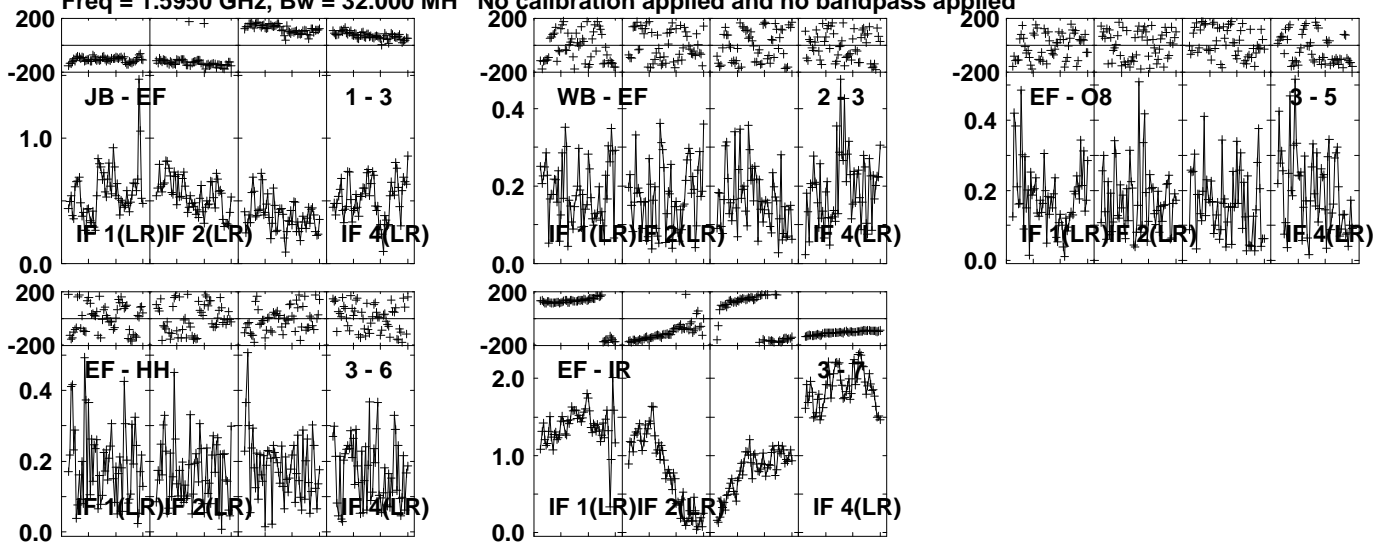 Freq = 1.5950 GHz, Bw = 32.000 MH No calibration applied and no bandpass applied
200 200 200
-200 -200 -200
JB - EF 1 - 3 WB - EF 2 - 3 EF - O8 3 - 5
1.0 0.4 0.4
0.2 0.2
IF 1(LR) IF 2(LR) IF 4(LR) IF 1(LR) IF 2(LR) IF 4(LR) IF 1(LR) IF 2(LR) IF 4(LR)
0.0 0.0 0.0
200 200
-200 -200
EF - HH 3 - 6 EF - IR 3 - 7
0.4 2.0
0.2 1.0
IF 1(LR) IF 2(LR) IF 4(LR) IF 1(LR) IF 2(LR) IF 4(LR)
0.0 0.0